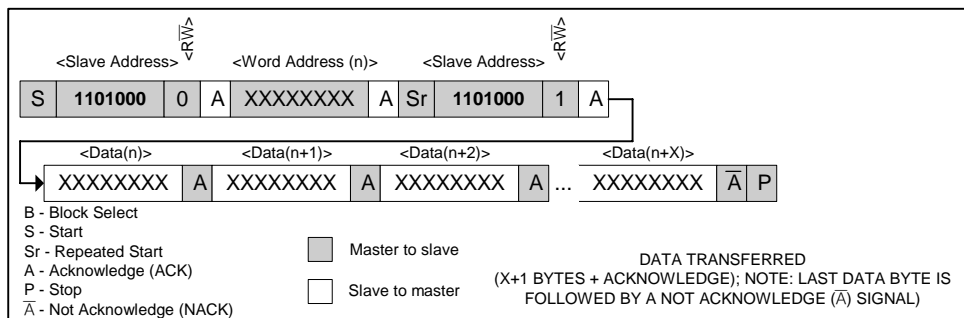 <R/W̅> <R/W̅>
<Slave Address> <Word Address (n)> <Slave Address>
S 1101000 0 A XXXXXXXX A Sr 1101000 1 A
<Data(n)> <Data(n+1)> <Data(n+2)> <Data(n+X)>
XXXXXXXX A XXXXXXXX A XXXXXXXX A ... XXXXXXXX A̅ P
B - Block Select
S - Start
Sr - Repeated Start
A - Acknowledge (ACK)
P - Stop
A̅ - Not Acknowledge (NACK)
Master to slave
Slave to master
DATA TRANSFERRED
(X+1 BYTES + ACKNOWLEDGE); NOTE: LAST DATA BYTE IS
FOLLOWED BY A NOT ACKNOWLEDGE (A̅) SIGNAL)